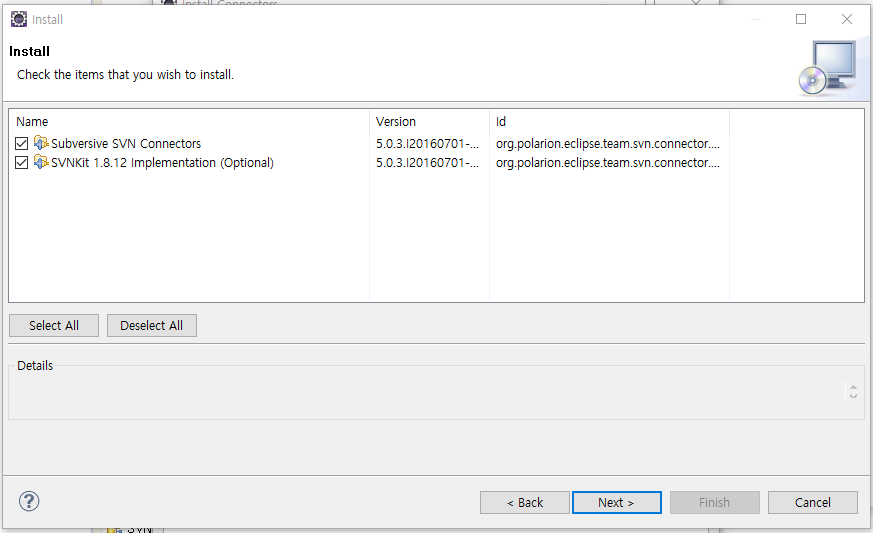 Install Connectors
Install
Install
Check the items that you wish to install.
Name Version Id
Subversive SVN Connectors 5.0.3.I20160701-... org.polarion.eclipse.team.svn.connector....
SVNKit 1.8.12 Implementation (Optional) 5.0.3.I20160701-... org.polarion.eclipse.team.svn.connector....
Select All Deselect All
Details
< Back Next > Finish Cancel
SVN